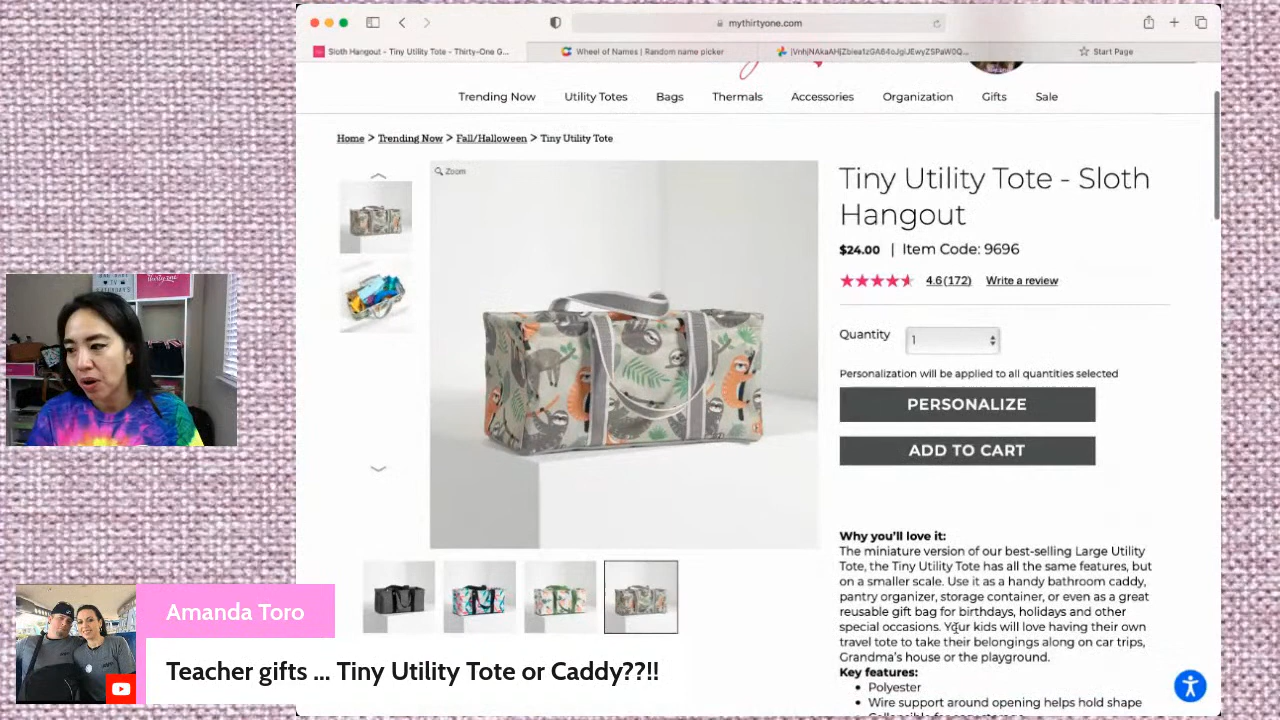 mythirtyone.com
Sloth Hangout - Tiny Utility Tote - Thirty-One G...
Wheel of Names | Random name picker
Start Page
Trending Now
Utility Totes
Bags
Thermals
Accessories
Organization
Gifts
Sale
Home > Trending Now > Fall/Halloween > Tiny Utility Tote
Zoom
Tiny Utility Tote - Sloth
Hangout
$24.00 | Item Code: 9696
4.6 (172) Write a review
Quantity 1
Personalization will be applied to all quantities selected
PERSONALIZE
ADD TO CART
Why you'll love it:
The miniature version of our best-selling Large Utility
Tote, the Tiny Utility Tote has all the same features, but
on a smaller scale. Use it as a handy bathroom caddy,
pantry organizer, storage container, or even as a great
reusable gift bag for birthdays, holidays and other
special occasions. Your kids will love having their own
travel tote to take their belongings along on car trips,
Grandma's house or the playground.
Key features:
Polyester
Wire support around opening helps hold shape
Amanda Toro
Teacher gifts ... Tiny Utility Tote or Caddy??!!